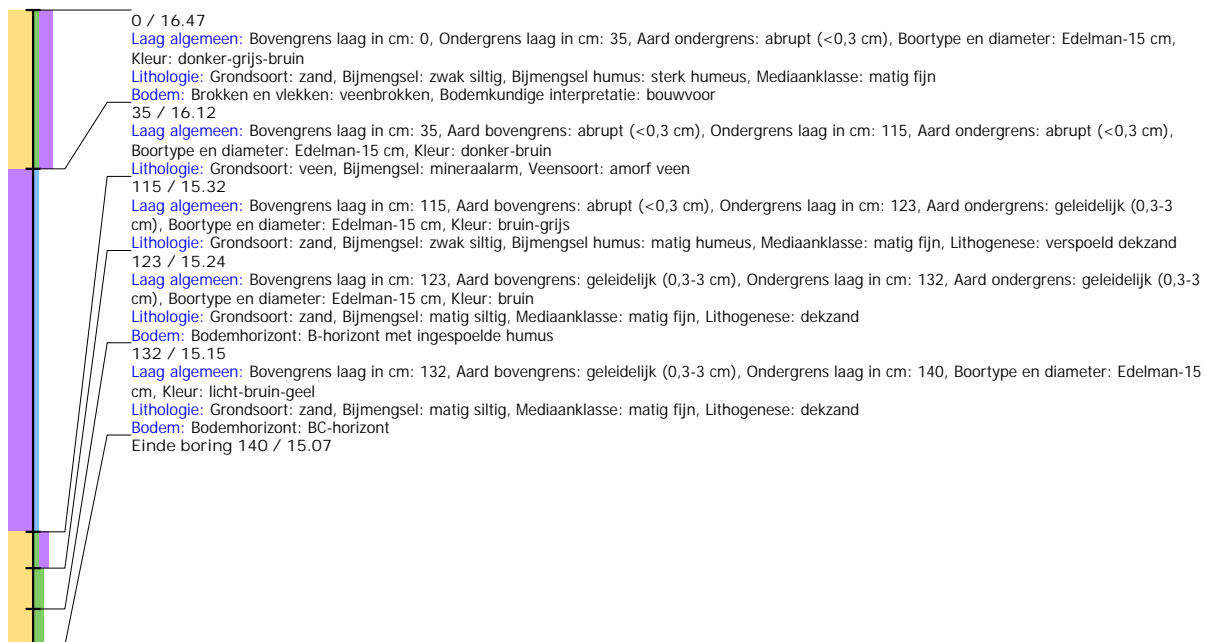 0 / 16.47
Laag algemeen: Bovengrens laag in cm: 0, Ondergrens laag in cm: 35, Aard ondergrens: abrupt (<0,3 cm), Boortype en diameter: Edelman-15 cm,
Kleur: donker-grijs-bruin
Lithologie: Grondsoort: zand, Bijmengsel: zwak siltig, Bijmengsel humus: sterk humeus, Mediaanklasse: matig fijn
Bodem: Brokken en vlekken: veenbrokken, Bodemkundige interpretatie: bouwvoor
35 / 16.12
Laag algemeen: Bovengrens laag in cm: 35, Aard bovengrens: abrupt (<0,3 cm), Ondergrens laag in cm: 115, Aard ondergrens: abrupt (<0,3 cm),
Boortype en diameter: Edelman-15 cm, Kleur: donker-bruin
Lithologie: Grondsoort: veen, Bijmengsel: mineraalarm, Veensoort: amorf veen
115 / 15.32
Laag algemeen: Bovengrens laag in cm: 115, Aard bovengrens: abrupt (<0,3 cm), Ondergrens laag in cm: 123, Aard ondergrens: geleidelijk (0,3-3
cm), Boortype en diameter: Edelman-15 cm, Kleur: bruin-grijs
Lithologie: Grondsoort: zand, Bijmengsel: zwak siltig, Bijmengsel humus: matig humeus, Mediaanklasse: matig fijn, Lithogenese: verspoeld dekzand
123 / 15.24
Laag algemeen: Bovengrens laag in cm: 123, Aard bovengrens: geleidelijk (0,3-3 cm), Ondergrens laag in cm: 132, Aard ondergrens: geleidelijk (0,3-3
cm), Boortype en diameter: Edelman-15 cm, Kleur: bruin
Lithologie: Grondsoort: zand, Bijmengsel: matig siltig, Mediaanklasse: matig fijn, Lithogenese: dekzand
Bodem: Bodemhorizont: B-horizont met ingespoelde humus
132 / 15.15
Laag algemeen: Bovengrens laag in cm: 132, Aard bovengrens: geleidelijk (0,3-3 cm), Ondergrens laag in cm: 140, Boortype en diameter: Edelman-15
cm, Kleur: licht-bruin-geel
Lithologie: Grondsoort: zand, Bijmengsel: matig siltig, Mediaanklasse: matig fijn, Lithogenese: dekzand
Bodem: Bodemhorizont: BC-horizont
Einde boring 140 / 15.07